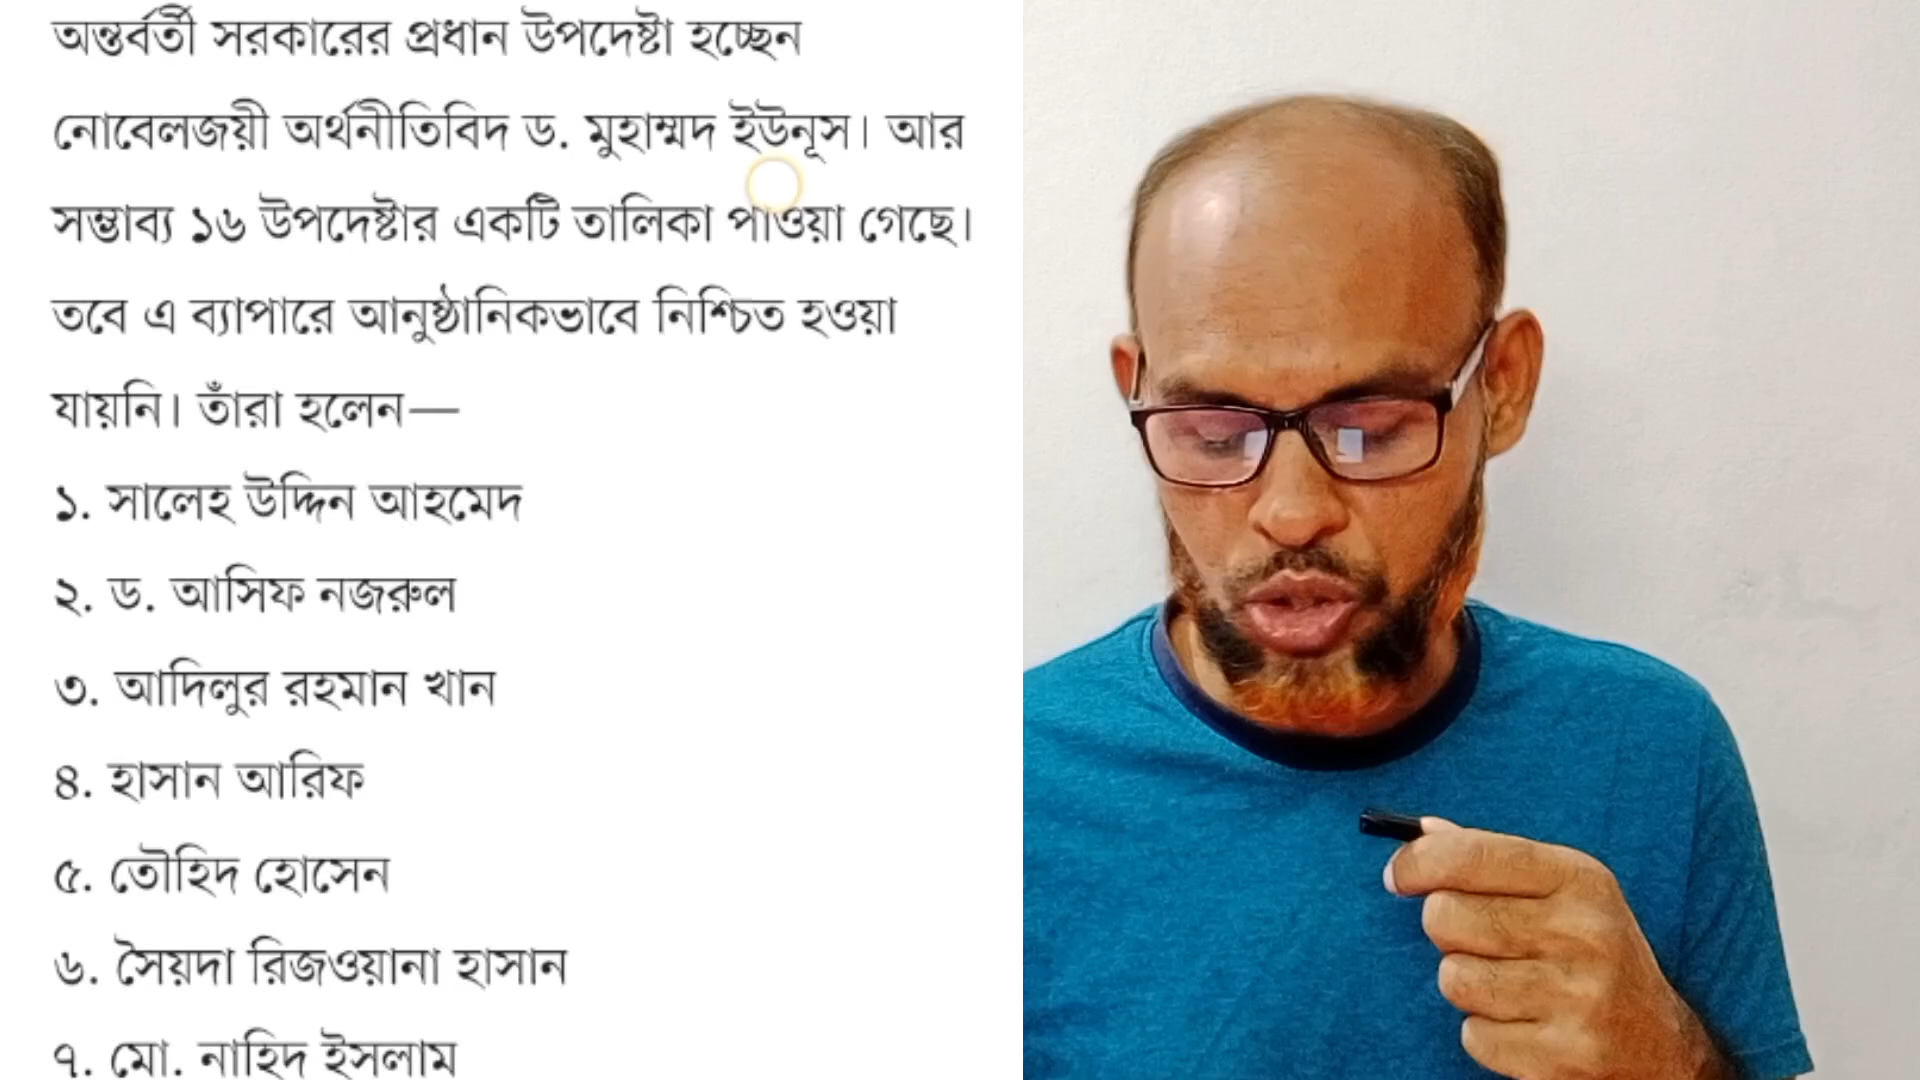 অন্তর্বর্তী সরকারের প্রধান উপদেষ্টা হচ্ছেন
নোবেলজয়ী অর্থনীতিবিদ ড. মুহাম্মদ ইউনূস। আর
সম্ভাব্য ১৬ উপদেষ্টার একটি তালিকা পাওয়া গেছে।
তবে এ ব্যাপারে আনুষ্ঠানিকভাবে নিশ্চিত হওয়া
যায়নি। তাঁরা হলেন—
১. সালেহ উদ্দিন আহমেদ
২. ড. আসিফ নজরুল
৩. আদিলুর রহমান খান
৪. হাসান আরিফ
৫. তৌহিদ হোসেন
৬. সৈয়দা রিজওয়ানা হাসান
৭. মো. নাহিদ ইসলাম